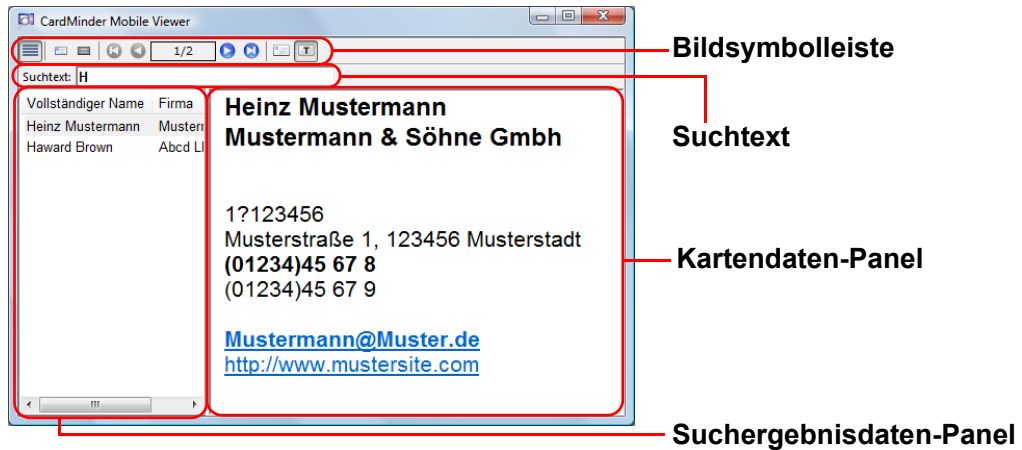 CardMinder Mobile Viewer
1/2
T
Bildsymbolleiste
Suchtext: H
Suchtext
Vollständiger Name Firma
Heinz Mustermann Muster
Haward Brown Abcd Ll
Heinz Mustermann
Mustermann & Söhne Gmbh
1?123456
Musterstraße 1, 123456 Musterstadt
(01234)45 67 8
(01234)45 67 9
Mustermann@Muster.de
http://www.mustersite.com
Kartendaten-Panel
Suchergebnisdaten-Panel